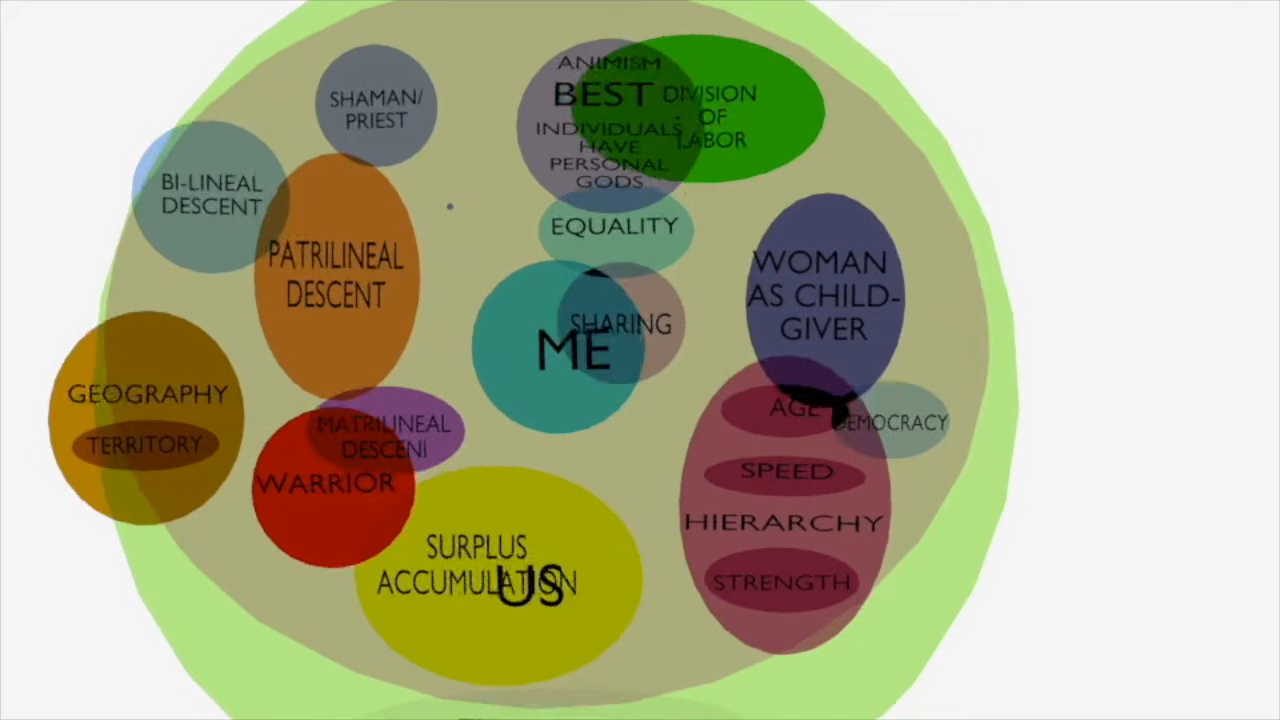 SHAMAN/
PRIEST
ANIMISM
BEST
INDIVIDUALS
HAVE
PERSONAL
GODS
DIVISION
OF
LABOR
BI-LINEAL
DESCENT
EQUALITY
PATRILINEAL
DESCENT
WOMAN
AS CHILD-
GIVER
SHARING
ME
GEOGRAPHY
TERRITORY
MATRILINEAL
DESCENT
WARRIOR
AGE
DEMOCRACY
SPEED
HIERARCHY
STRENGTH
SURPLUS
ACCUMULATION
US